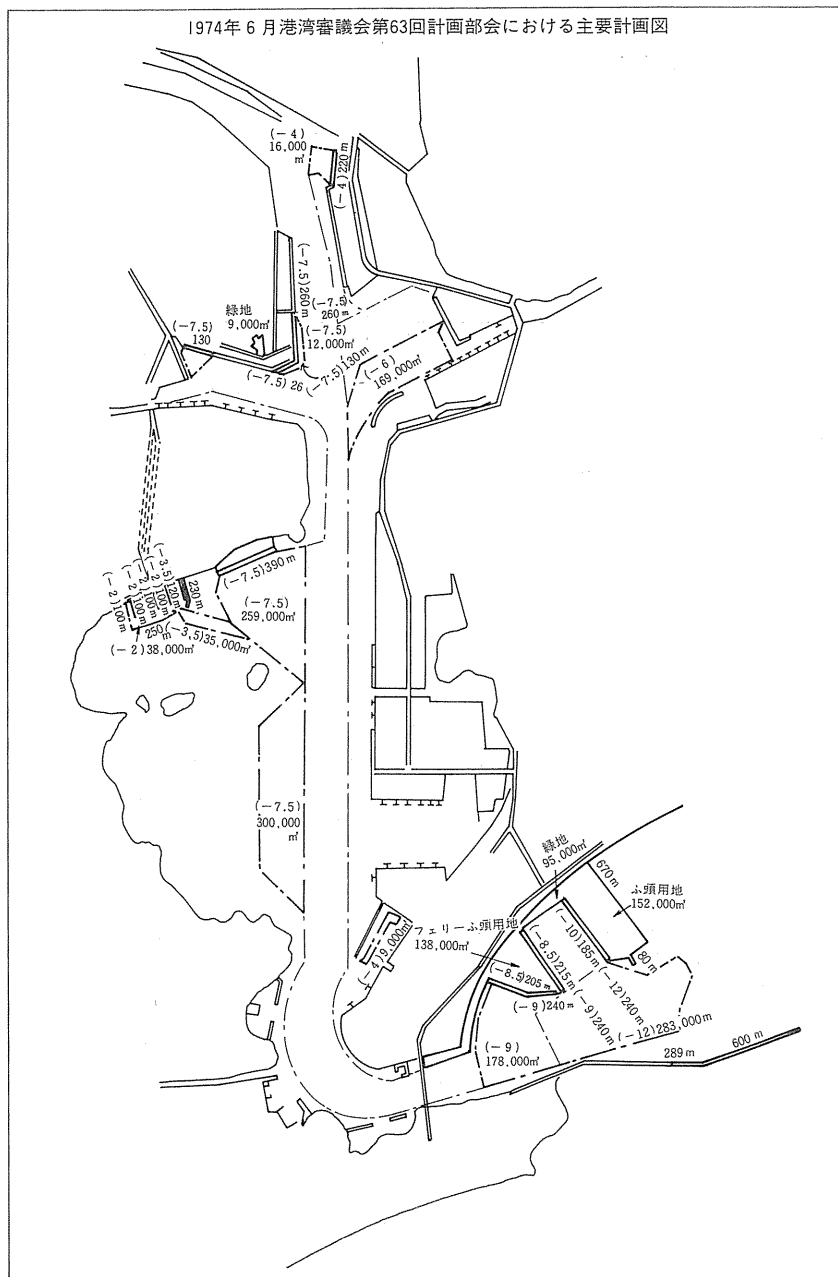 1974年6月港湾審議会第63回計画部会における主要計画図
(－4)
16,000
㎡
(－4)220m
(－7.5)260m
(－7.5)
260m
緑地
9,000㎡
(－7.5)
130
(－7.5)
12,000㎡
(－7.5)26
(－7.5)130m
(－6)
169,000㎡
(－7.5)390m
(－7.5)
259,000㎡
(－3.5)120m
230m
(－2)100m
(－2)100m
(－2)100m
(－2)100m
250m
(－3.5)35,000㎡
(－2)38,000㎡
(－7.5)
300,000
㎡
緑地
95,000㎡
670m
ふ頭用地
152,000㎡
80m
フェリーふ頭用地
138,000㎡
(－4)9,000㎡
(－10)185m
(－8.5)215m
(－12)240m
(－8.5)205m
(－9)240m
(－9)240m
(－12)283,000m
(－9)
178,000㎡
289m
600m